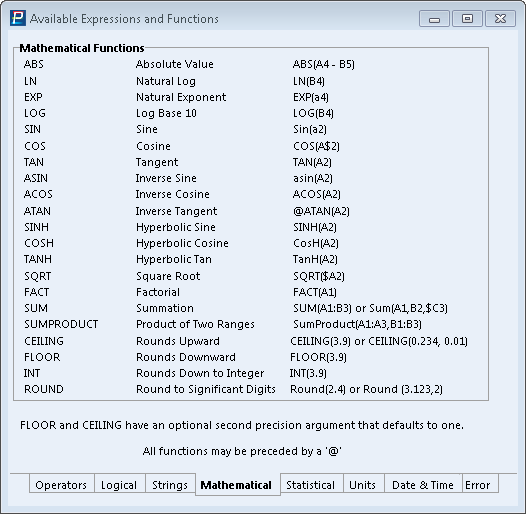 Available Expressions and Functions
Mathematical Functions
ABS Absolute Value ABS(A4 - B5)
LN Natural Log LN(B4)
EXP Natural Exponent EXP(a4)
LOG Log Base 10 LOG(B4)
SIN Sine Sin(a2)
COS Cosine COS(A$2)
TAN Tangent TAN(A2)
ASIN Inverse Sine asin(A2)
ACOS Inverse Cosine ACOS(A2)
ATAN Inverse Tangent @ATAN(A2)
SINH Hyperbolic Sine SINH(A2)
COSH Hyperbolic Cosine CosH(A2)
TANH Hyperbolic Tan TanH(A2)
SQRT Square Root SQRT($A2)
FACT Factorial FACT(A1)
SUM Summation SUM(A1:B3) or Sum(A1,B2,$C3)
SUMPRODUCT Product of Two Ranges SumProduct(A1:A3,B1:B3)
CEILING Rounds Upward CEILING(3.9) or CEILING(0.234, 0.01)
FLOOR Rounds Downward FLOOR(3.9)
INT Rounds Down to Integer INT(3.9)
ROUND Round to Significant Digits Round(2.4) or Round (3.123,2)
FLOOR and CEILING have an optional second precision argument that defaults to one.
All functions may be preceded by a '@'
Operators Logical Strings Mathematical Statistical Units Date & Time Error